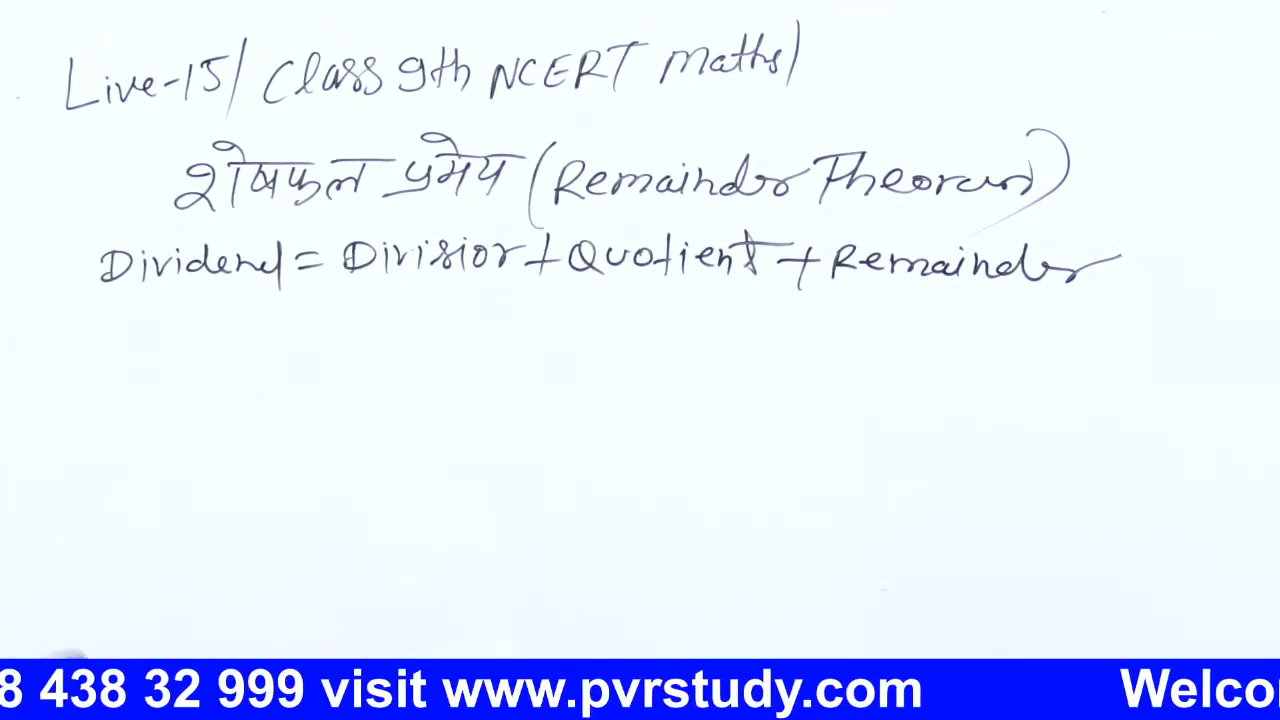 Live-15/ Class 9th NCERT Maths/
शेषफल प्रमेय (Remainder Theorem)
Dividend = Divisior + Quotient + Remainder
8 438 32 999 visit www.pvrstudy.com Welco